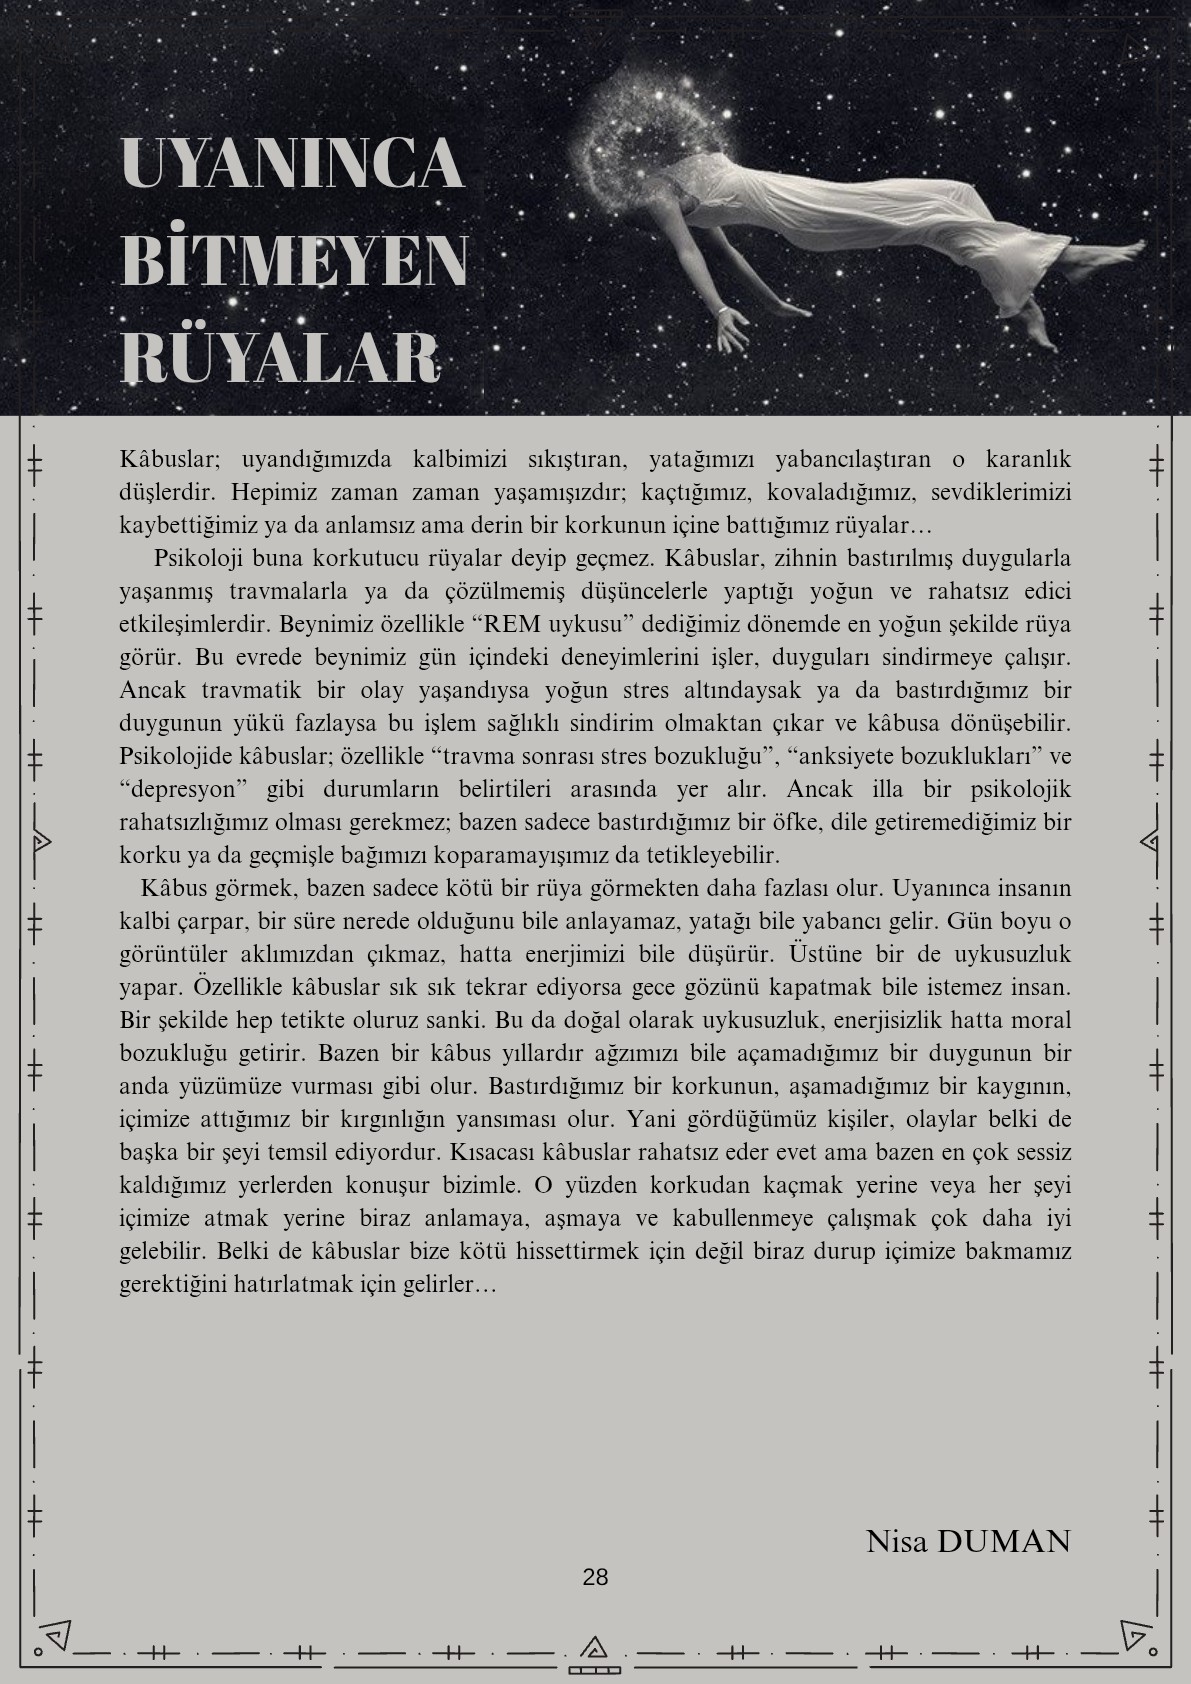 UYANINCA
BİTMEYEN
RÜYALAR
Kâbuslar; uyandığımızda kalbimizi sıkıştıran, yatağımızı yabancılaştıran o karanlık
düşlerdir. Hepimiz zaman zaman yaşamışızdır; kaçtığımız, kovaladığımız, sevdiklerimizi
kaybettiğimiz ya da anlamsız ama derin bir korkunun içine battığımız rüyalar…
Psikoloji buna korkutucu rüyalar deyip geçmez. Kâbuslar, zihnin bastırılmış duygularla
yaşanmış travmalarla ya da çözülmemiş düşüncelerle yaptığı yoğun ve rahatsız edici
etkileşimlerdir. Beynimiz özellikle “REM uykusu” dediğimiz dönemde en yoğun şekilde rüya
görür. Bu evrede beynimiz gün içindeki deneyimlerini işler, duyguları sindirmeye çalışır.
Ancak travmatik bir olay yaşandıysa yoğun stres altındaysak ya da bastırdığımız bir
duygunun yükü fazlaysa bu işlem sağlıklı sindirim olmaktan çıkar ve kâbusa dönüşebilir.
Psikolojide kâbuslar; özellikle “travma sonrası stres bozukluğu”, “anksiyete bozuklukları” ve
“depresyon” gibi durumların belirtileri arasında yer alır. Ancak illa bir psikolojik
rahatsızlığımız olması gerekmez; bazen sadece bastırdığımız bir öfke, dile getiremediğimiz bir
korku ya da geçmişle bağımızı koparamayışımız da tetikleyebilir.
Kâbus görmek, bazen sadece kötü bir rüya görmekten daha fazlası olur. Uyanınca insanın
kalbi çarpar, bir süre nerede olduğunu bile anlayamaz, yatağı bile yabancı gelir. Gün boyu o
görüntüler aklımızdan çıkmaz, hatta enerjimizi bile düşürür. Üstüne bir de uykusuzluk
yapar. Özellikle kâbuslar sık sık tekrar ediyorsa gece gözünü kapatmak bile istemez insan.
Bir şekilde hep tetikte oluruz sanki. Bu da doğal olarak uykusuzluk, enerjisizlik hatta moral
bozukluğu getirir. Bazen bir kâbus yıllardır ağzımızı bile açamadığımız bir duygunun bir
anda yüzümüze vurması gibi olur. Bastırdığımız bir korkunun, aşamadığımız bir kaygının,
içimize attığımız bir kırgınlığın yansıması olur. Yani gördüğümüz kişiler, olaylar belki de
başka bir şeyi temsil ediyordur. Kısacası kâbuslar rahatsız eder evet ama bazen en çok sessiz
kaldığımız yerlerden konuşur bizimle. O yüzden korkudan kaçmak yerine veya her şeyi
içimize atmak yerine biraz anlamaya, aşmaya ve kabullenmeye çalışmak çok daha iyi
gelebilir. Belki de kâbuslar bize kötü hissettirmek için değil biraz durup içimize bakmamız
gerektiğini hatırlatmak için gelirler…
Nisa DUMAN
28